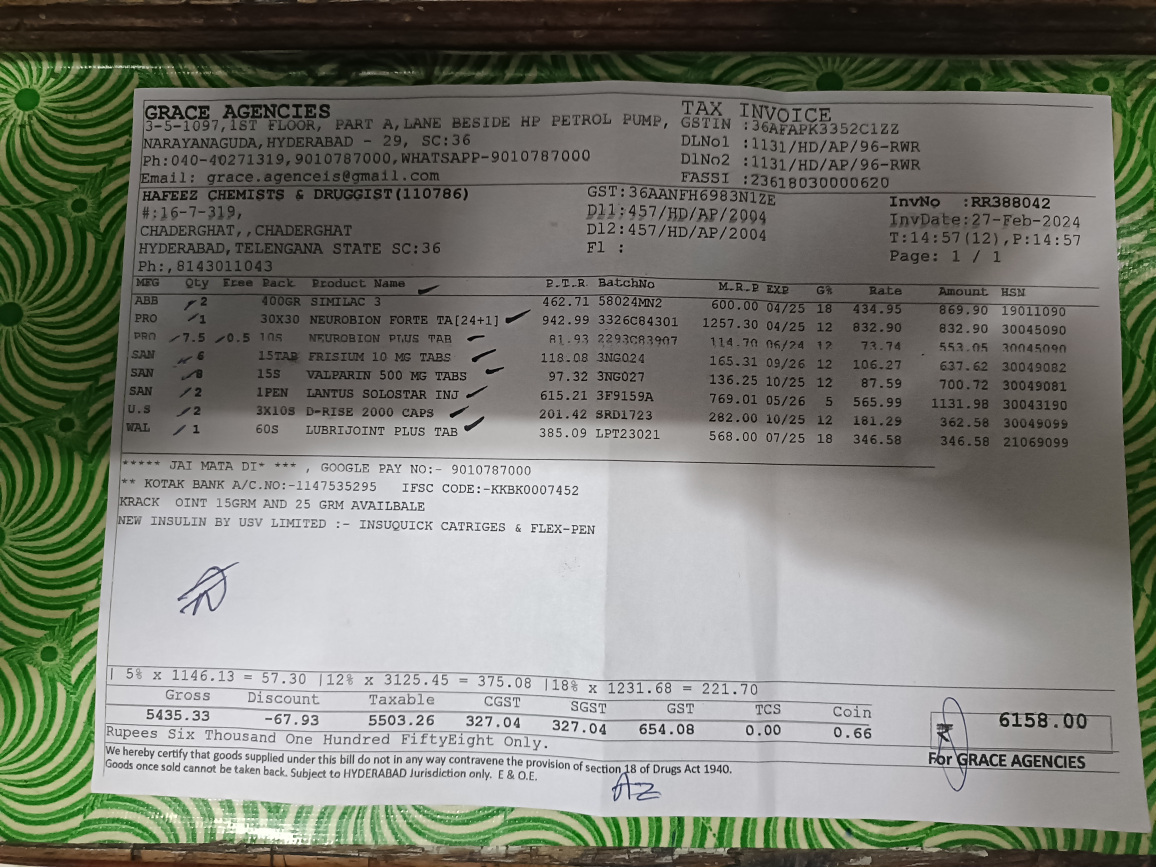 GRACE AGENCIES
3-5-1097,1ST FLOOR, PART A,LANE BESIDE HP PETROL PUMP,
NARAYANAGUDA,HYDERABAD - 29, SC:36
Ph:040-40271319,9010787000,WHATSAPP-9010787000
Email: grace.agenceis@gmail.com
TAX INVOICE
GSTIN :36AFAPK3352C1ZZ
DLNo1 :1131/HD/AP/96-RWR
DlNo2 :1131/HD/AP/96-RWR
FASSI :23618030000620
HAFEEZ CHEMISTS & DRUGGIST(110786)
#:16-7-319,
CHADERGHAT,,CHADERGHAT
HYDERABAD,TELENGANA STATE SC:36
Ph:,8143011043
GST:36AANFH6983N1ZE
D11:457/HD/AP/2004
D12:457/HD/AP/2004
F1 :
InvNo :RR388042
InvDate:27-Feb-2024
T:14:57(12),P:14:57
Page: 1 / 1
MFG Qty Free Pack Product Name P.T.R. BatchNo M.R.P EXP G% Rate Amount HSN
ABB 2 400GR SIMILAC 3 462.71 58024MN2 600.00 04/25 18 434.95 869.90 19011090
PRO 1 30X30 NEUROBION FORTE TA[24+1] 942.99 3326C84301 1257.30 04/25 12 832.90 832.90 30045090
PRO 7.5 0.5 10S NEUROBION PLUS TAB 81.93 2293C83907 114.70 06/24 12 73.74 553.05 30045090
SAN 6 15TAB FRISIUM 10 MG TABS 118.08 3NG024 165.31 09/26 12 106.27 637.62 30049082
SAN 8 15S VALPARIN 500 MG TABS 97.32 3NG027 136.25 10/25 12 87.59 700.72 30049081
SAN 2 1PEN LANTUS SOLOSTAR INJ 615.21 3F9159A 769.01 05/26 5 565.99 1131.98 30043190
U.S 2 3X10S D-RISE 2000 CAPS 201.42 SRD1723 282.00 10/25 12 181.29 362.58 30049099
WAL 1 60S LUBRIJOINT PLUS TAB 385.09 LPT23021 568.00 07/25 18 346.58 346.58 21069099
***** JAI MATA DI* *** , GOOGLE PAY NO:- 9010787000
** KOTAK BANK A/C.NO:-1147535295 IFSC CODE:-KKBK0007452
KRACK OINT 15GRM AND 25 GRM AVAILBALE
NEW INSULIN BY USV LIMITED :- INSUQUICK CATRIGES & FLEX-PEN
| 5% x 1146.13 = 57.30 |12% x 3125.45 = 375.08 |18% x 1231.68 = 221.70
Gross Discount Taxable CGST SGST GST TCS Coin
5435.33 -67.93 5503.26 327.04 327.04 654.08 0.00 0.66
₹ 6158.00
Rupees Six Thousand One Hundred FiftyEight Only.
For GRACE AGENCIES
We hereby certify that goods supplied under this bill do not in any way contravene the provision of section 18 of Drugs Act 1940.
Goods once sold cannot be taken back. Subject to HYDERABAD Jurisdiction only. E & O.E.
AZ